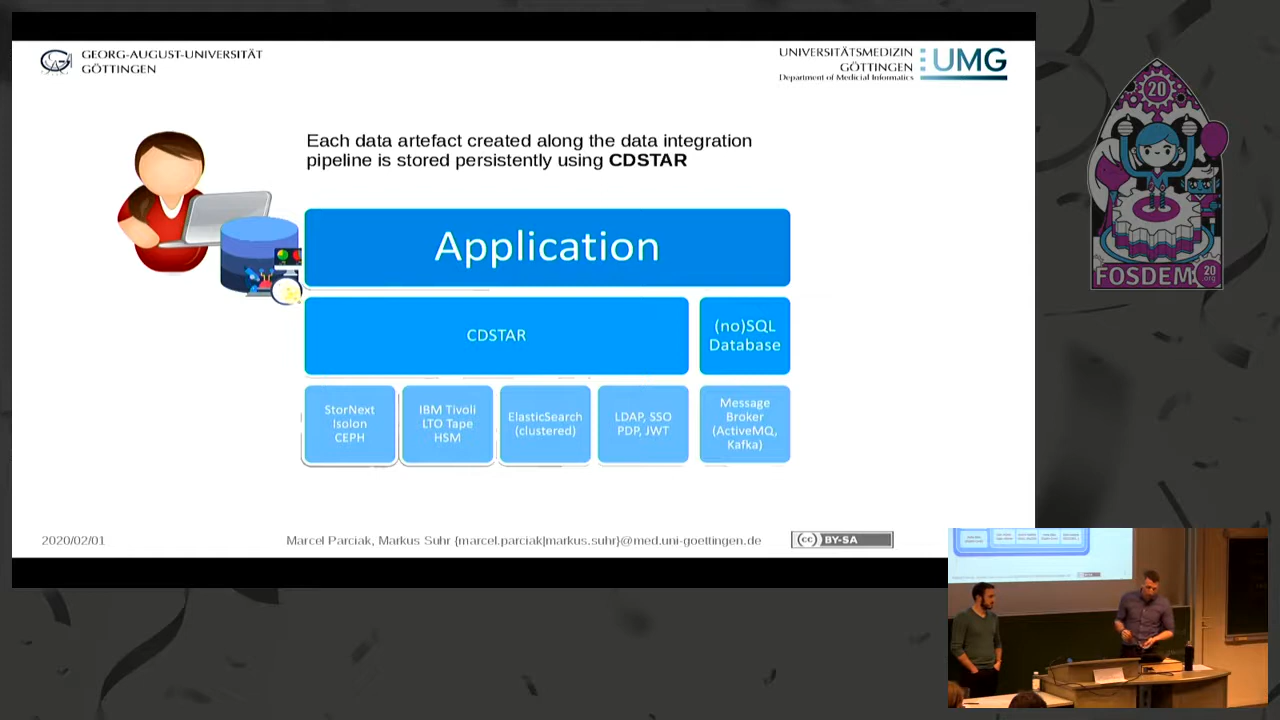 GEORG-AUGUST-UNIVERSITÄT
GÖTTINGEN
UNIVERSITÄTSMEDIZIN
GÖTTINGEN
UMG
Department of Medicial Informatics
Each data artefact created along the data integration
pipeline is stored persistently using CDSTAR
Application
CDSTAR
(no)SQL
Database
StorNext
Isolon
CEPH
IBM Tivoli
LTO Tape
HSM
ElasticSearch
(clustered)
LDAP, SSO
PDP, JWT
Message
Broker
(ActiveMQ,
Kafka)
2020/02/01
Marcel Parciak, Markus Suhr {marcel.parciak|markus.suhr}@med.uni-goettingen.de
cc BY-SA
20
FOSDEM
20
.org